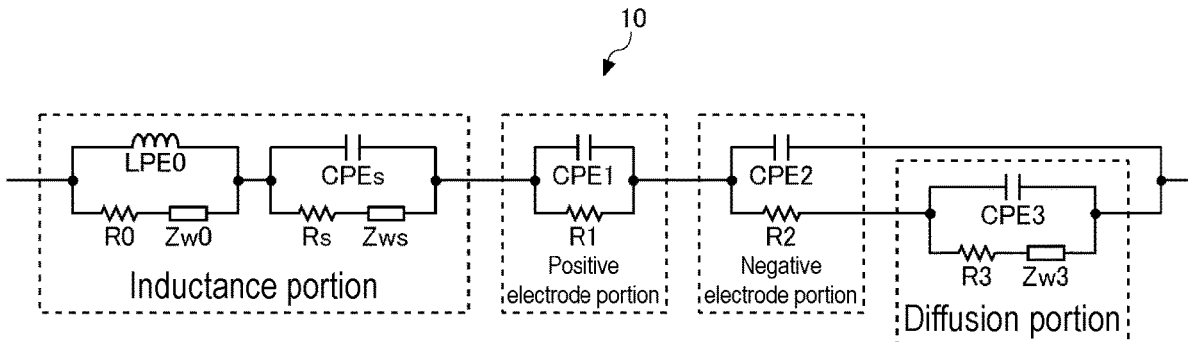 10
LPE0
R0 Zw0
CPEs
Rs Zws
Inductance portion
CPE1
R1
Positive
electrode portion
CPE2
R2
Negative
electrode portion
CPE3
R3 Zw3
Diffusion portion